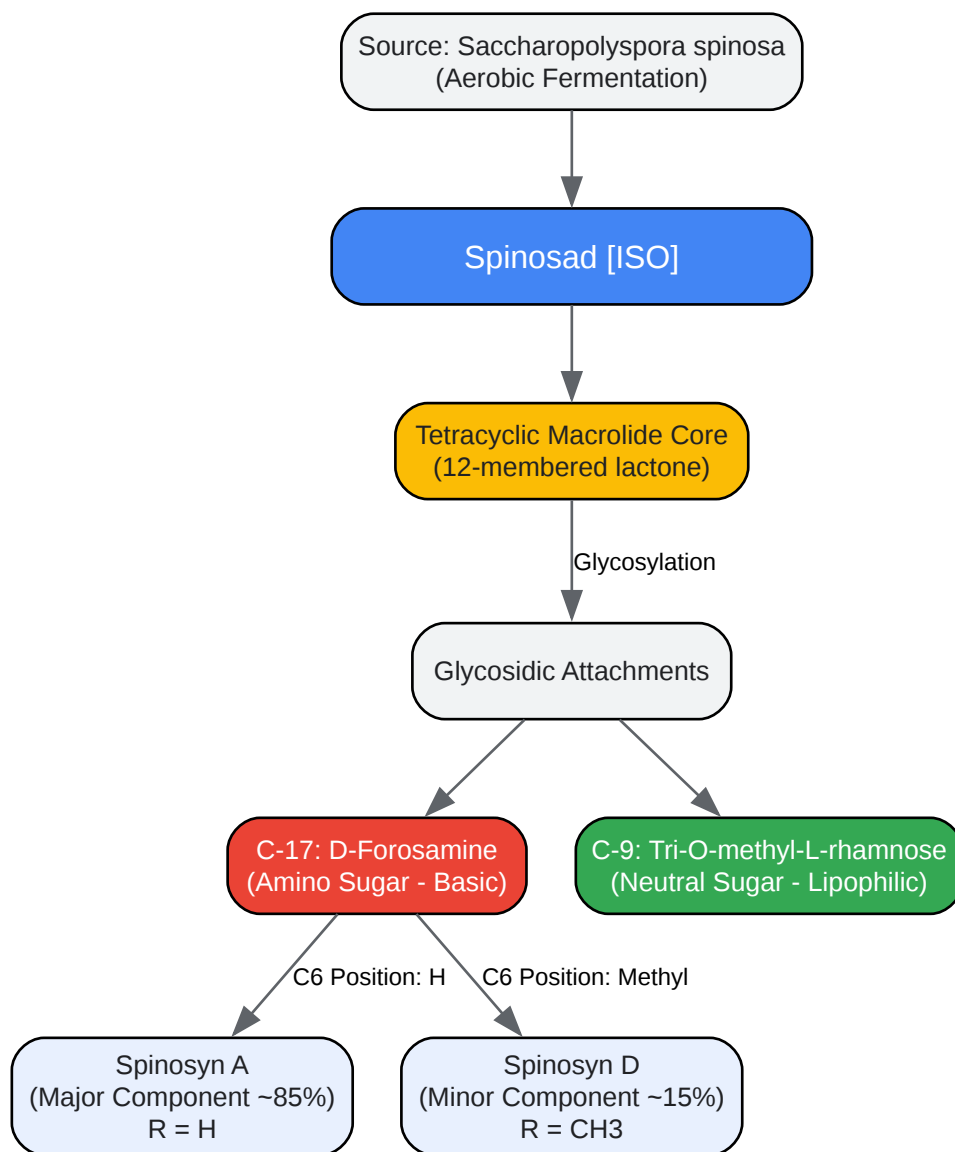 Source: Saccharopolyspora spinosa
(Aerobic Fermentation)
Spinosad [ISO]
Tetracyclic Macrolide Core
(12-membered lactone)
Glycosylation
Glycosidic Attachments
C-17: D-Forosamine
(Amino Sugar - Basic)
C-9: Tri-O-methyl-L-rhamnose
(Neutral Sugar - Lipophilic)
C6 Position: H
C6 Position: Methyl
Spinosyn A
(Major Component ~85%)
R = H
Spinosyn D
(Minor Component ~15%)
R = CH3